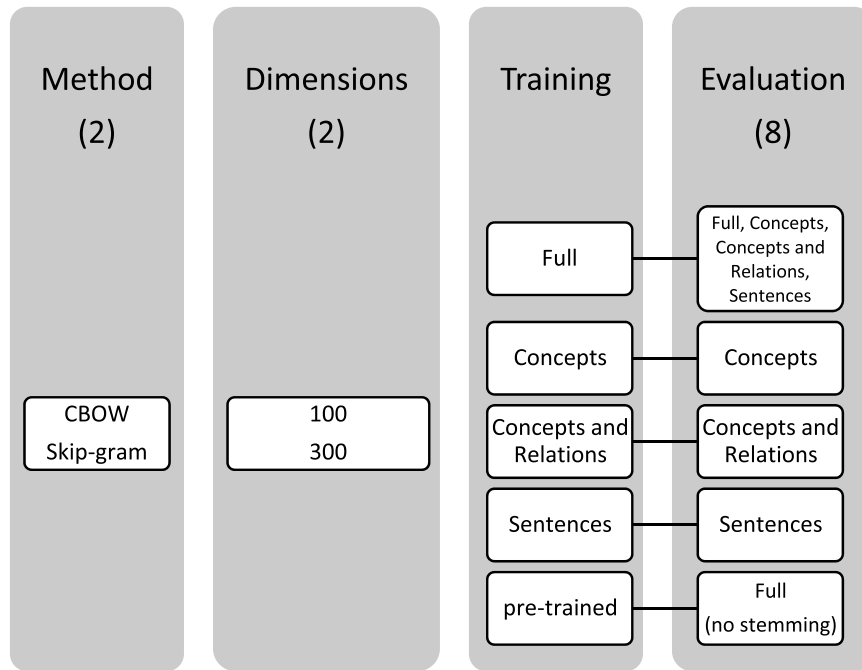 Method
(2)
Dimensions
(2)
Training
Evaluation
(8)
CBOW
Skip-gram
100
300
Full
Full, Concepts,
Concepts and
Relations,
Sentences
Concepts
Concepts
Concepts and
Relations
Concepts and
Relations
Sentences
Sentences
pre-trained
Full
(no stemming)